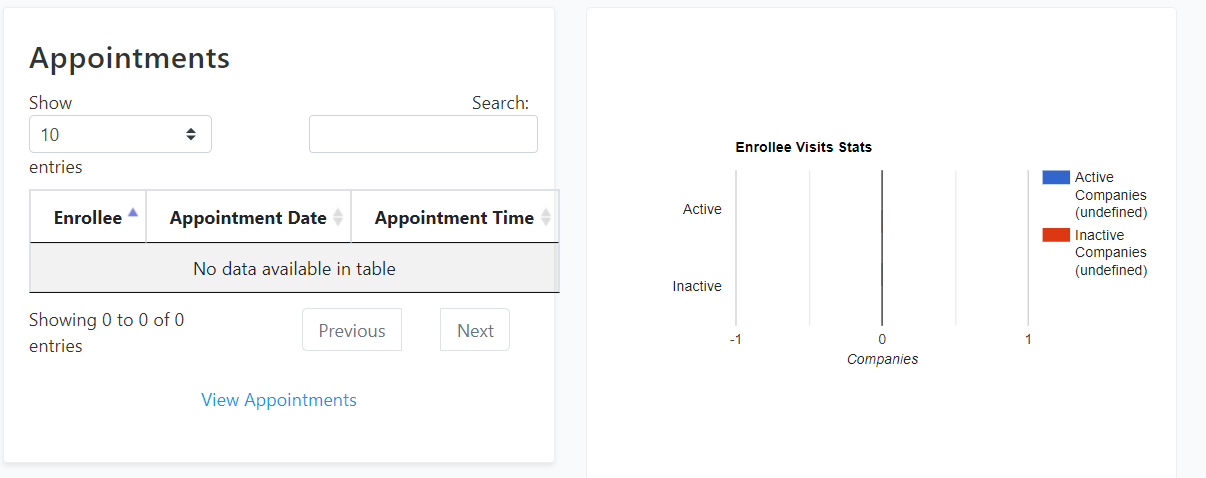 Appointments
Show
Search:
10
entries
Enrollee Appointment Date Appointment Time
No data available in table
Showing 0 to 0 of 0
entries
Previous Next
View Appointments
Enrollee Visits Stats
Active
Inactive
-1 0 1
Companies
Active
Companies
(undefined)
Inactive
Companies
(undefined)